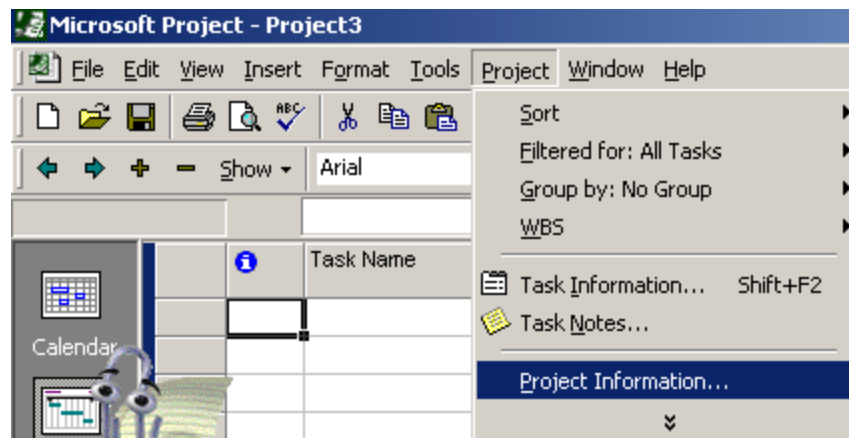 Microsoft Project - Project3
File Edit View Insert Format Tools Project Window Help
ABC
Sort
Filtered for: All Tasks
Show Arial
Group by: No Group
WBS
Task Name
Task Information... Shift+F2
Task Notes...
Calendar
Project Information...